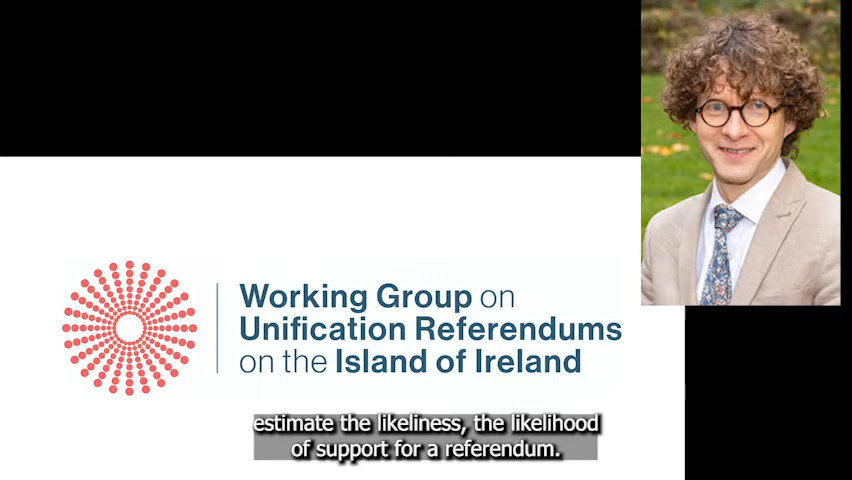 Working Group on
Unification Referendums
on the Island of Ireland
estimate the likeliness, the likelihood
of support for a referendum.